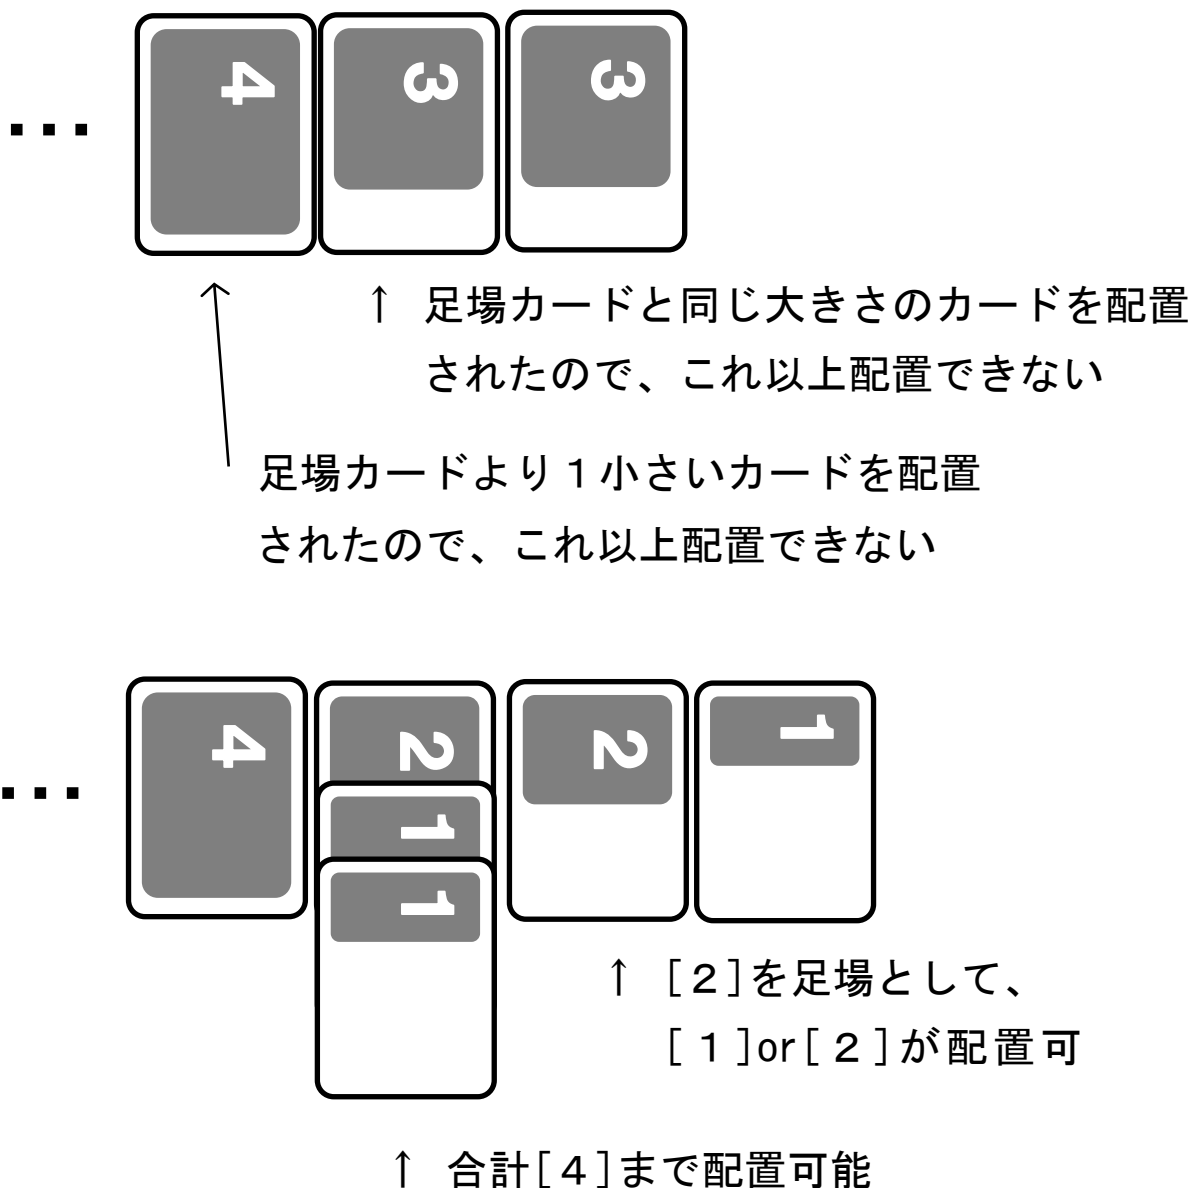 ･･･ 4 3 3
↑ 足場カードと同じ大きさのカードを配置
されたので、これ以上配置できない
足場カードより１小さいカードを配置
されたので、これ以上配置できない
･･･ 4 2 2 1
1
1
↑ [２]を足場として、
[１]or[２]が配置可
↑ 合計[４]まで配置可能